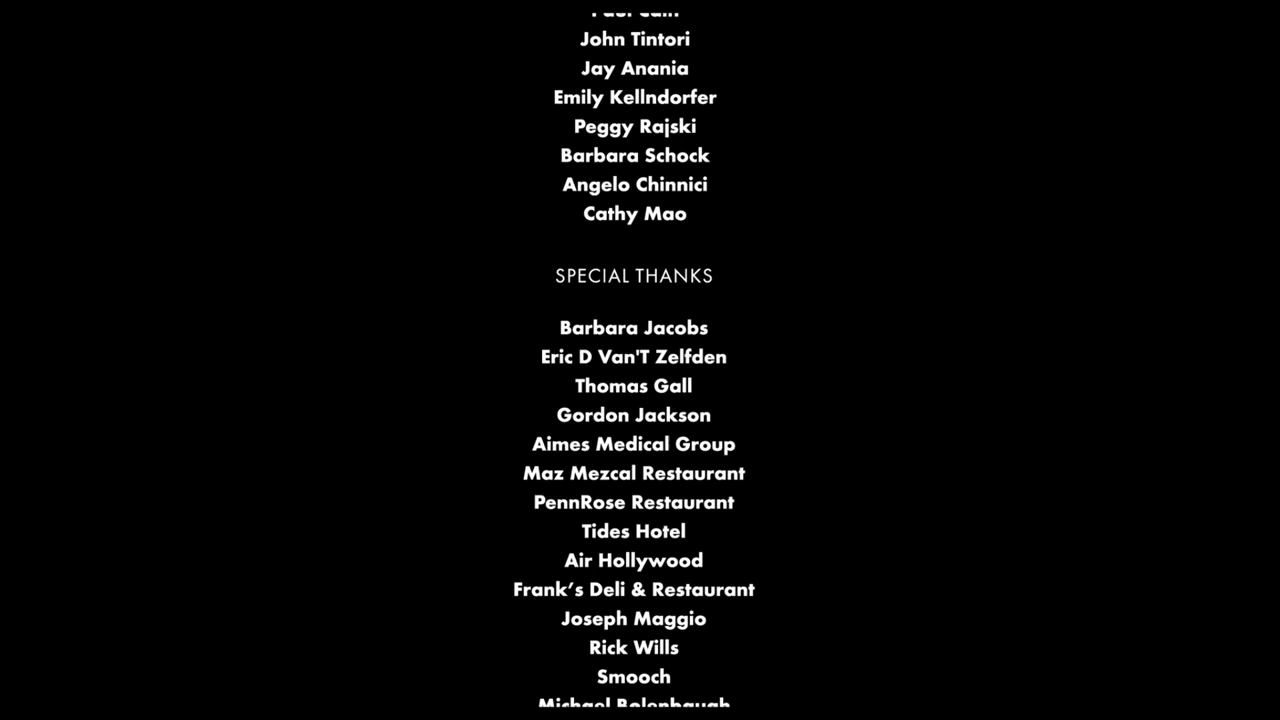 John Tintori
Jay Anania
Emily Kellndorfer
Peggy Rajski
Barbara Schock
Angelo Chinnici
Cathy Mao
SPECIAL THANKS
Barbara Jacobs
Eric D Van'T Zelfden
Thomas Gall
Gordon Jackson
Aimes Medical Group
Maz Mezcal Restaurant
PennRose Restaurant
Tides Hotel
Air Hollywood
Frank’s Deli & Restaurant
Joseph Maggio
Rick Wills
Smooch
Michael Bolenbaugh